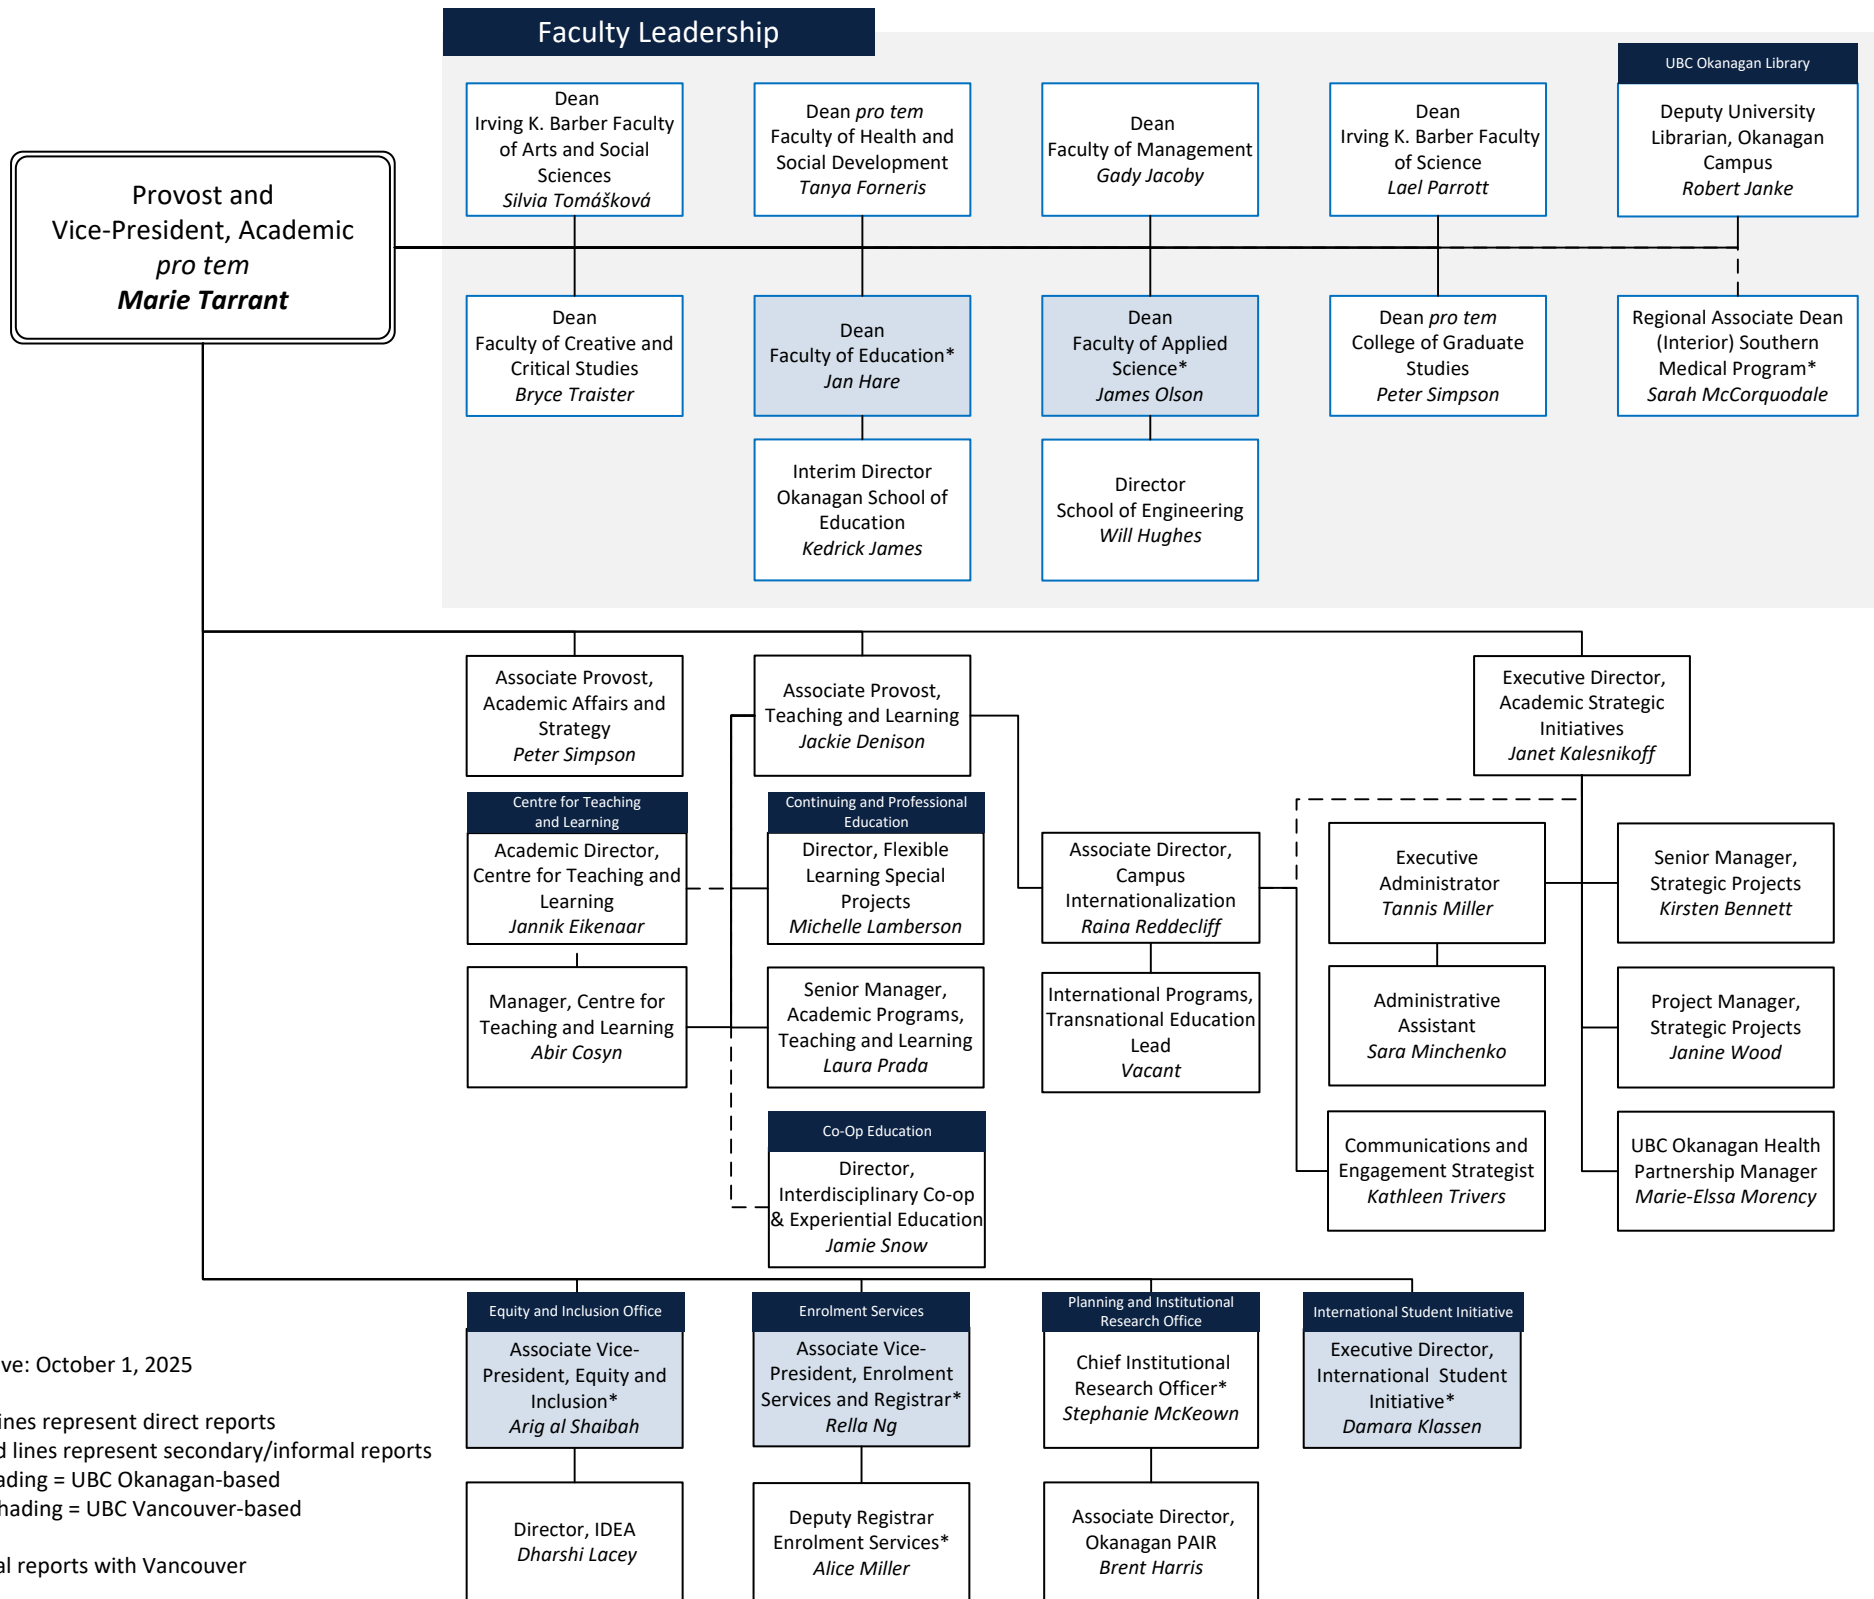 Faculty Leadership
UBC Okanagan Library
Dean
Irving K. Barber Faculty
of Arts and Social
Sciences
Silvia Tomášková
Dean pro tem
Faculty of Health and
Social Development
Tanya Forneris
Dean
Faculty of Management
Gady Jacoby
Dean
Irving K. Barber Faculty
of Science
Lael Parrott
Deputy University
Librarian, Okanagan
Campus
Robert Janke
Provost and
Vice-President, Academic
pro tem
Marie Tarrant
Dean
Faculty of Creative and
Critical Studies
Bryce Traister
Dean
Faculty of Education*
Jan Hare
Dean
Faculty of Applied
Science*
James Olson
Dean pro tem
College of Graduate
Studies
Peter Simpson
Regional Associate Dean
(Interior) Southern
Medical Program*
Sarah McCorquodale
Interim Director
Okanagan School of
Education
Kedrick James
Director
School of Engineering
Will Hughes
Associate Provost,
Academic Affairs and
Strategy
Peter Simpson
Associate Provost,
Teaching and Learning
Jackie Denison
Executive Director,
Academic Strategic
Initiatives
Janet Kalesnikoff
Centre for Teaching
and Learning
Academic Director,
Centre for Teaching and
Learning
Jannik Eikenaar
Continuing and Professional
Education
Director, Flexible
Learning Special
Projects
Michelle Lamberson
Associate Director,
Campus
Internationalization
Raina Reddecliff
Executive
Administrator
Tannis Miller
Senior Manager,
Strategic Projects
Kirsten Bennett
Manager, Centre for
Teaching and Learning
Abir Cosyn
Senior Manager,
Academic Programs,
Teaching and Learning
Laura Prada
International Programs,
Transnational Education
Lead
Vacant
Administrative
Assistant
Sara Minchenko
Project Manager,
Strategic Projects
Janine Wood
Co-Op Education
Director,
Interdisciplinary Co-op
& Experiential Education
Jamie Snow
Communications and
Engagement Strategist
Kathleen Trivers
UBC Okanagan Health
Partnership Manager
Marie-Elssa Morency
Equity and Inclusion Office
Associate Vice-
President, Equity and
Inclusion*
Arig al Shaibah
Enrolment Services
Associate Vice-
President, Enrolment
Services and Registrar*
Rella Ng
Planning and Institutional
Research Office
Chief Institutional
Research Officer*
Stephanie McKeown
International Student Initiative
Executive Director,
International Student
Initiative*
Damara Klassen
Director, IDEA
Dharshi Lacey
Deputy Registrar
Enrolment Services*
Alice Miller
Associate Director,
Okanagan PAIR
Brent Harris
ve: October 1, 2025
ines represent direct reports
d lines represent secondary/informal reports
ading = UBC Okanagan-based
hading = UBC Vancouver-based
al reports with Vancouver